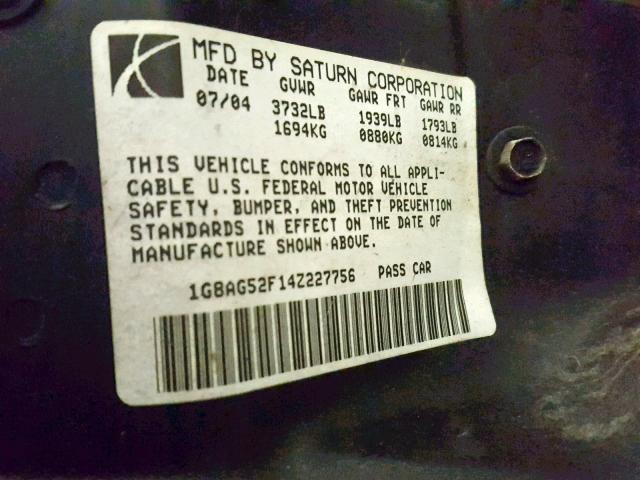 MFD BY SATURN CORPORATION
DATE GVWR GAWR FRT GAWR RR
07/04 3732LB 1939LB 1793LB
1694KG 0880KG 0814KG
THIS VEHICLE CONFORMS TO ALL APPLI-
CABLE U.S. FEDERAL MOTOR VEHICLE
SAFETY, BUMPER, AND THEFT PREVENTION
STANDARDS IN EFFECT ON THE DATE OF
MANUFACTURE SHOWN ABOVE.
1G8AG52F14Z227756 PASS CAR